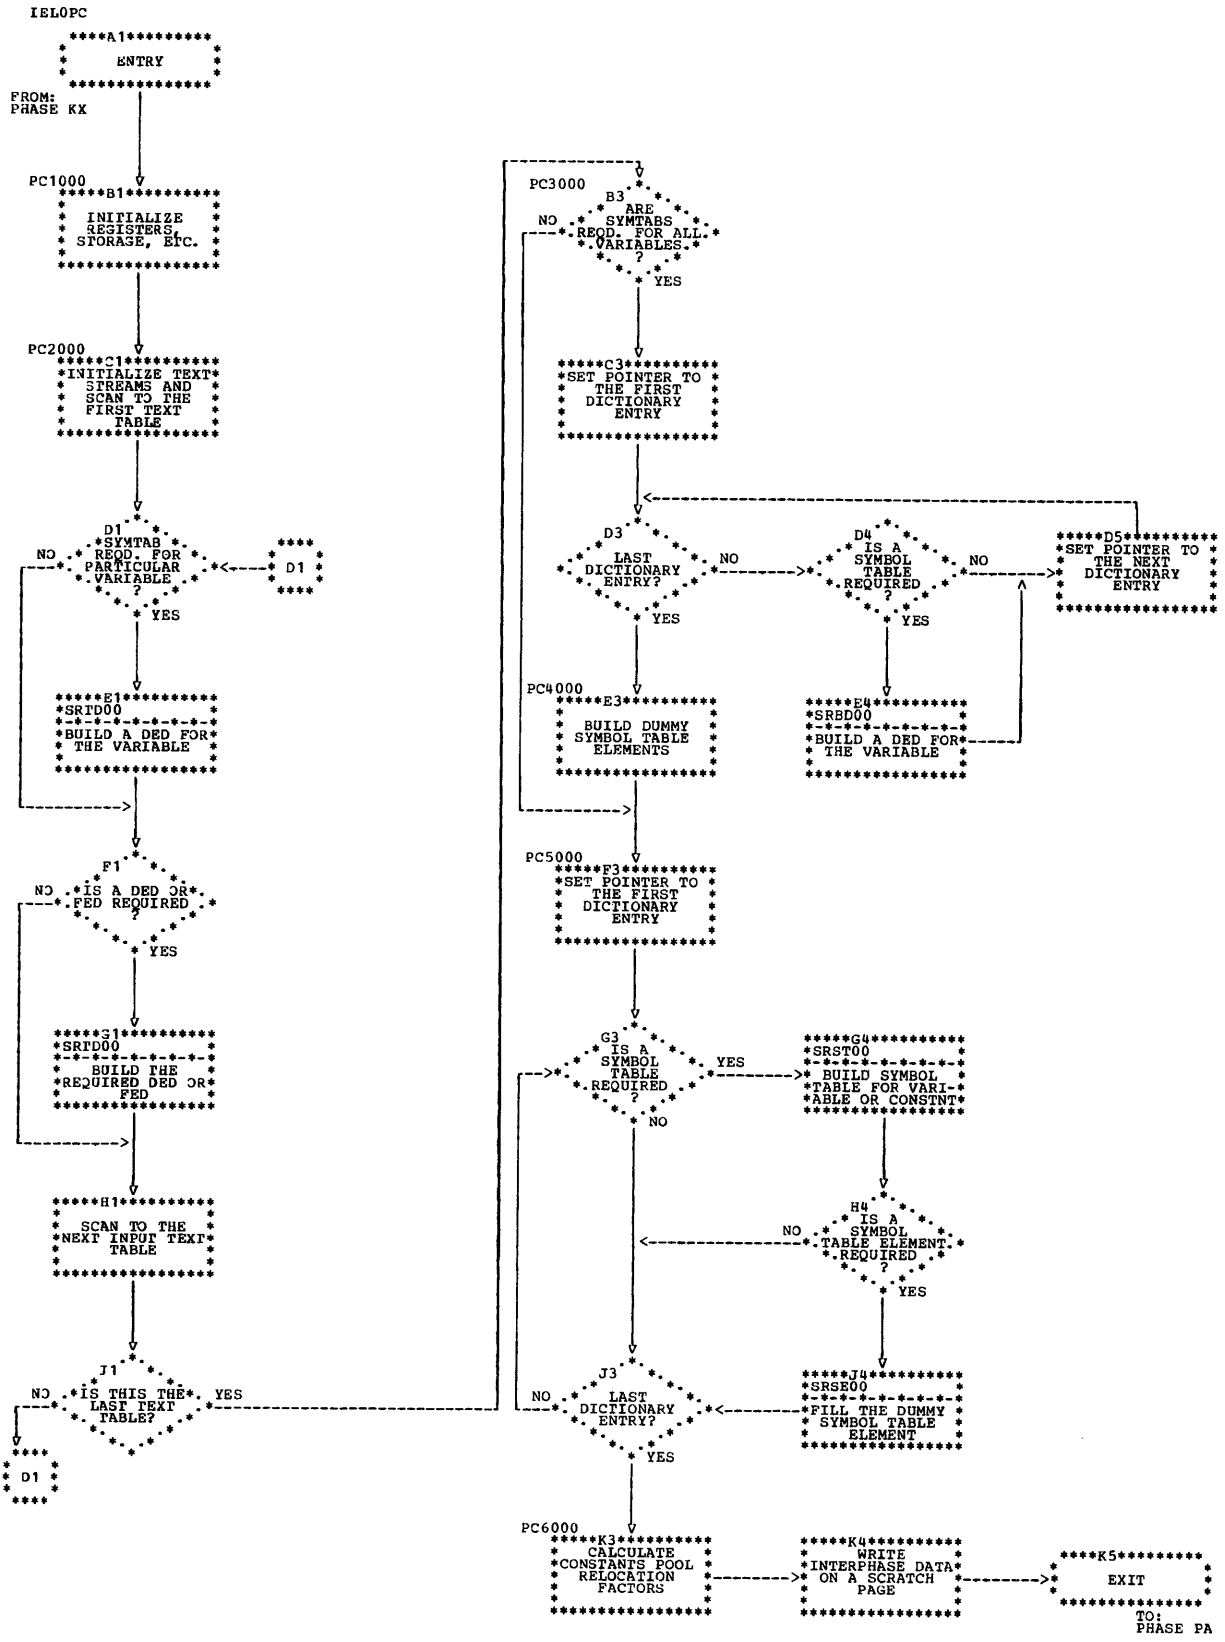 IEL0PC
A1
ENTRY
FROM:
PHASE KX
PC1000
B1
INITIALIZE
REGISTERS,
STORAGE, ETC.
PC2000
C1
INITIALIZE TEXT
STREAMS AND
SCAN TO THE
FIRST TEXT
TABLE
D1
SYMTAB
REQD. FOR
PARTICULAR
VARIABLE
?
NO
YES
D1
E1
SRTD00
BUILD A DED FOR
THE VARIABLE
F1
IS A DED OR
FED REQUIRED
?
NO
YES
G1
SRTD00
BUILD THE
REQUIRED DED OR
FED
H1
SCAN TO THE
NEXT INPUT TEXT
TABLE
J1
IS THIS THE
LAST TEXT
TABLE?
NO
YES
D1
PC3000
B3
ARE
SYMTABS
REQD. FOR ALL
VARIABLES
?
NO
YES
C3
SET POINTER TO
THE FIRST
DICTIONARY
ENTRY
D3
LAST
DICTIONARY
ENTRY?
NO
YES
D4
IS A
SYMBOL
TABLE
REQUIRED
?
NO
YES
D5
SET POINTER TO
THE NEXT
DICTIONARY
ENTRY
PC4000
E3
BUILD DUMMY
SYMBOL TABLE
ELEMENTS
E4
SRBD00
BUILD A DED FOR
THE VARIABLE
PC5000
F3
SET POINTER TO
THE FIRST
DICTIONARY
ENTRY
G3
IS A
SYMBOL
TABLE
REQUIRED
?
YES
NO
G4
SRST00
BUILD SYMBOL
TABLE FOR VARI-
ABLE OR CONSTNT
H4
IS A
SYMBOL
TABLE ELEMENT
REQUIRED
?
NO
YES
J3
LAST
DICTIONARY
ENTRY?
NO
YES
J4
SRSE00
FILL THE DUMMY
SYMBOL TABLE
ELEMENT
PC6000
K3
CALCULATE
CONSTANTS POOL
RELOCATION
FACTORS
K4
WRITE
INTERPHASE DATA
ON A SCRATCH
PAGE
K5
EXIT
TO:
PHASE PA